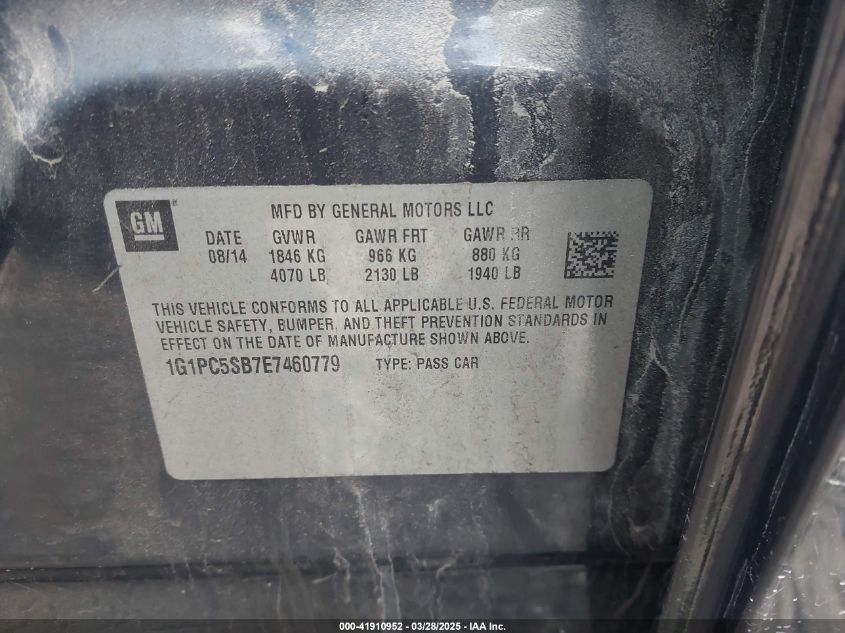 GM
MFD BY GENERAL MOTORS LLC
DATE GVWR GAWR FRT GAWR RR
08/14 1846 KG 966 KG 880 KG
4070 LB 2130 LB 1940 LB
THIS VEHICLE CONFORMS TO ALL APPLICABLE U.S. FEDERAL MOTOR
VEHICLE SAFETY, BUMPER, AND THEFT PREVENTION STANDARDS IN
EFFECT ON THE DATE OF MANUFACTURE SHOWN ABOVE.
1G1PC5SB7E7460779 TYPE: PASS CAR
000-41910952 — 03/28/2025 — IAA Inc.